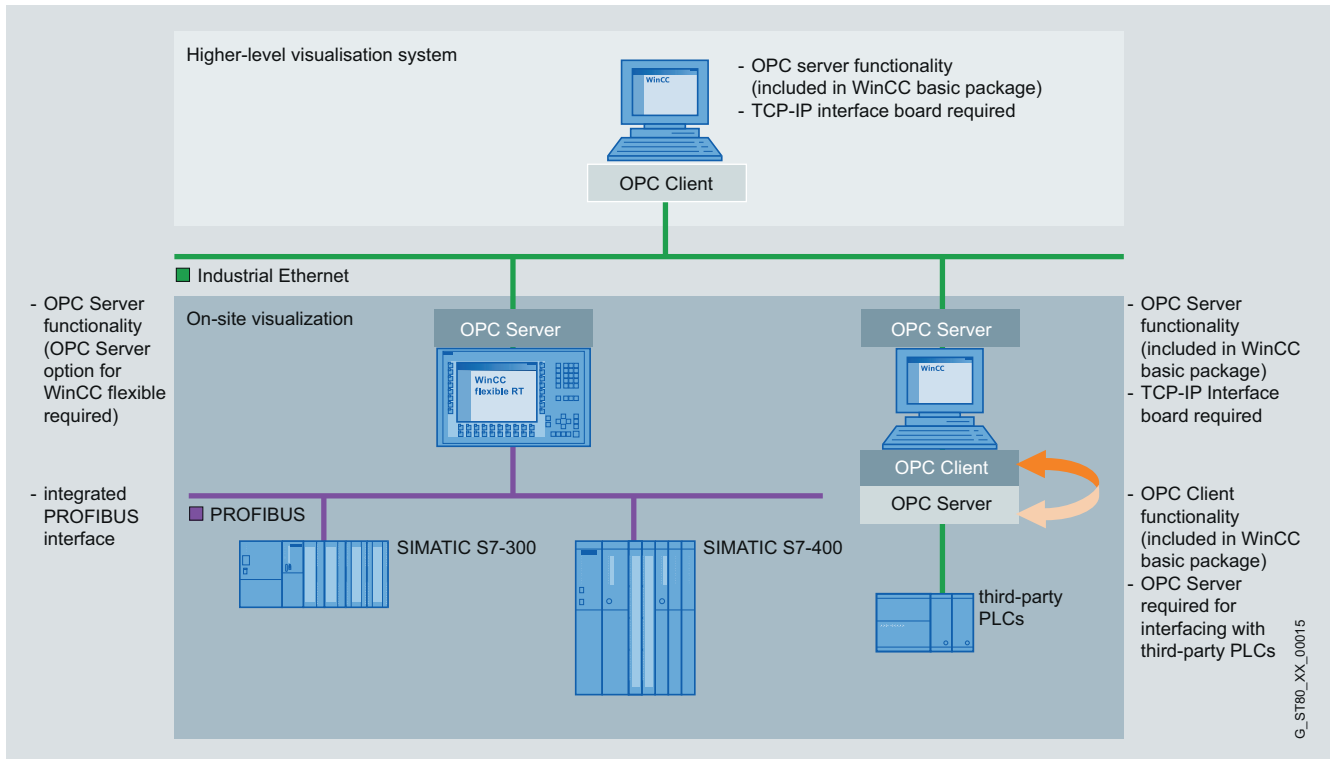 Higher-level visualisation system
WinCC
- OPC server functionality
(included in WinCC basic package)
- TCP-IP interface board required
OPC Client
Industrial Ethernet
- OPC Server
functionality
(OPC Server
option for
WinCC flexible
required)
On-site visualization
OPC Server
WinCC
flexible RT
OPC Server
WinCC
- OPC Server
functionality
(included in WinCC
basic package)
- TCP-IP Interface
board required
OPC Client
OPC Server
- integrated
PROFIBUS
interface
PROFIBUS
SIMATIC S7-300
SIMATIC S7-400
third-party
PLCs
- OPC Client
functionality
(included in WinCC
basic package)
- OPC Server
required for
interfacing with
third-party PLCs
G_ST80_XX_00015